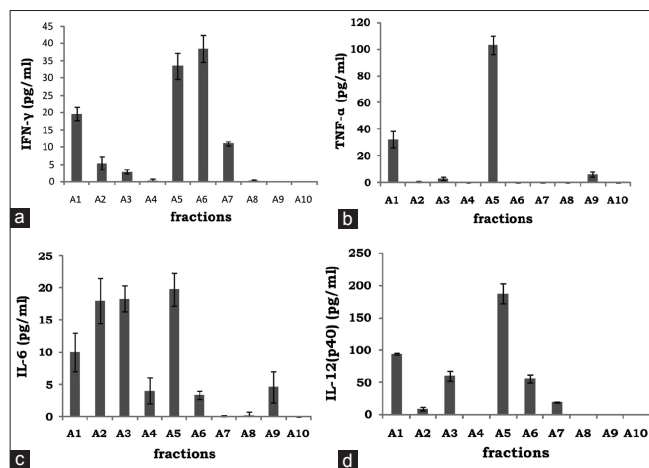 45
40
35
30
25
20
15
10
5
0
IFN-γ (pg/ml)
A1 A2 A3 A4 A5 A6 A7 A8 A9 A10
fractions
a
120
100
80
60
40
20
0
TNF-α (pg/ml)
A1 A2 A3 A4 A5 A6 A7 A8 A9 A10
fractions
b
25
20
15
10
5
0
IL-6 (pg/ml)
A1 A2 A3 A4 A5 A6 A7 A8 A9 A10
fractions
c
250
200
150
100
50
0
IL-12(p40) (pg/ml)
A1 A2 A3 A4 A5 A6 A7 A8 A9 A10
fractions
d